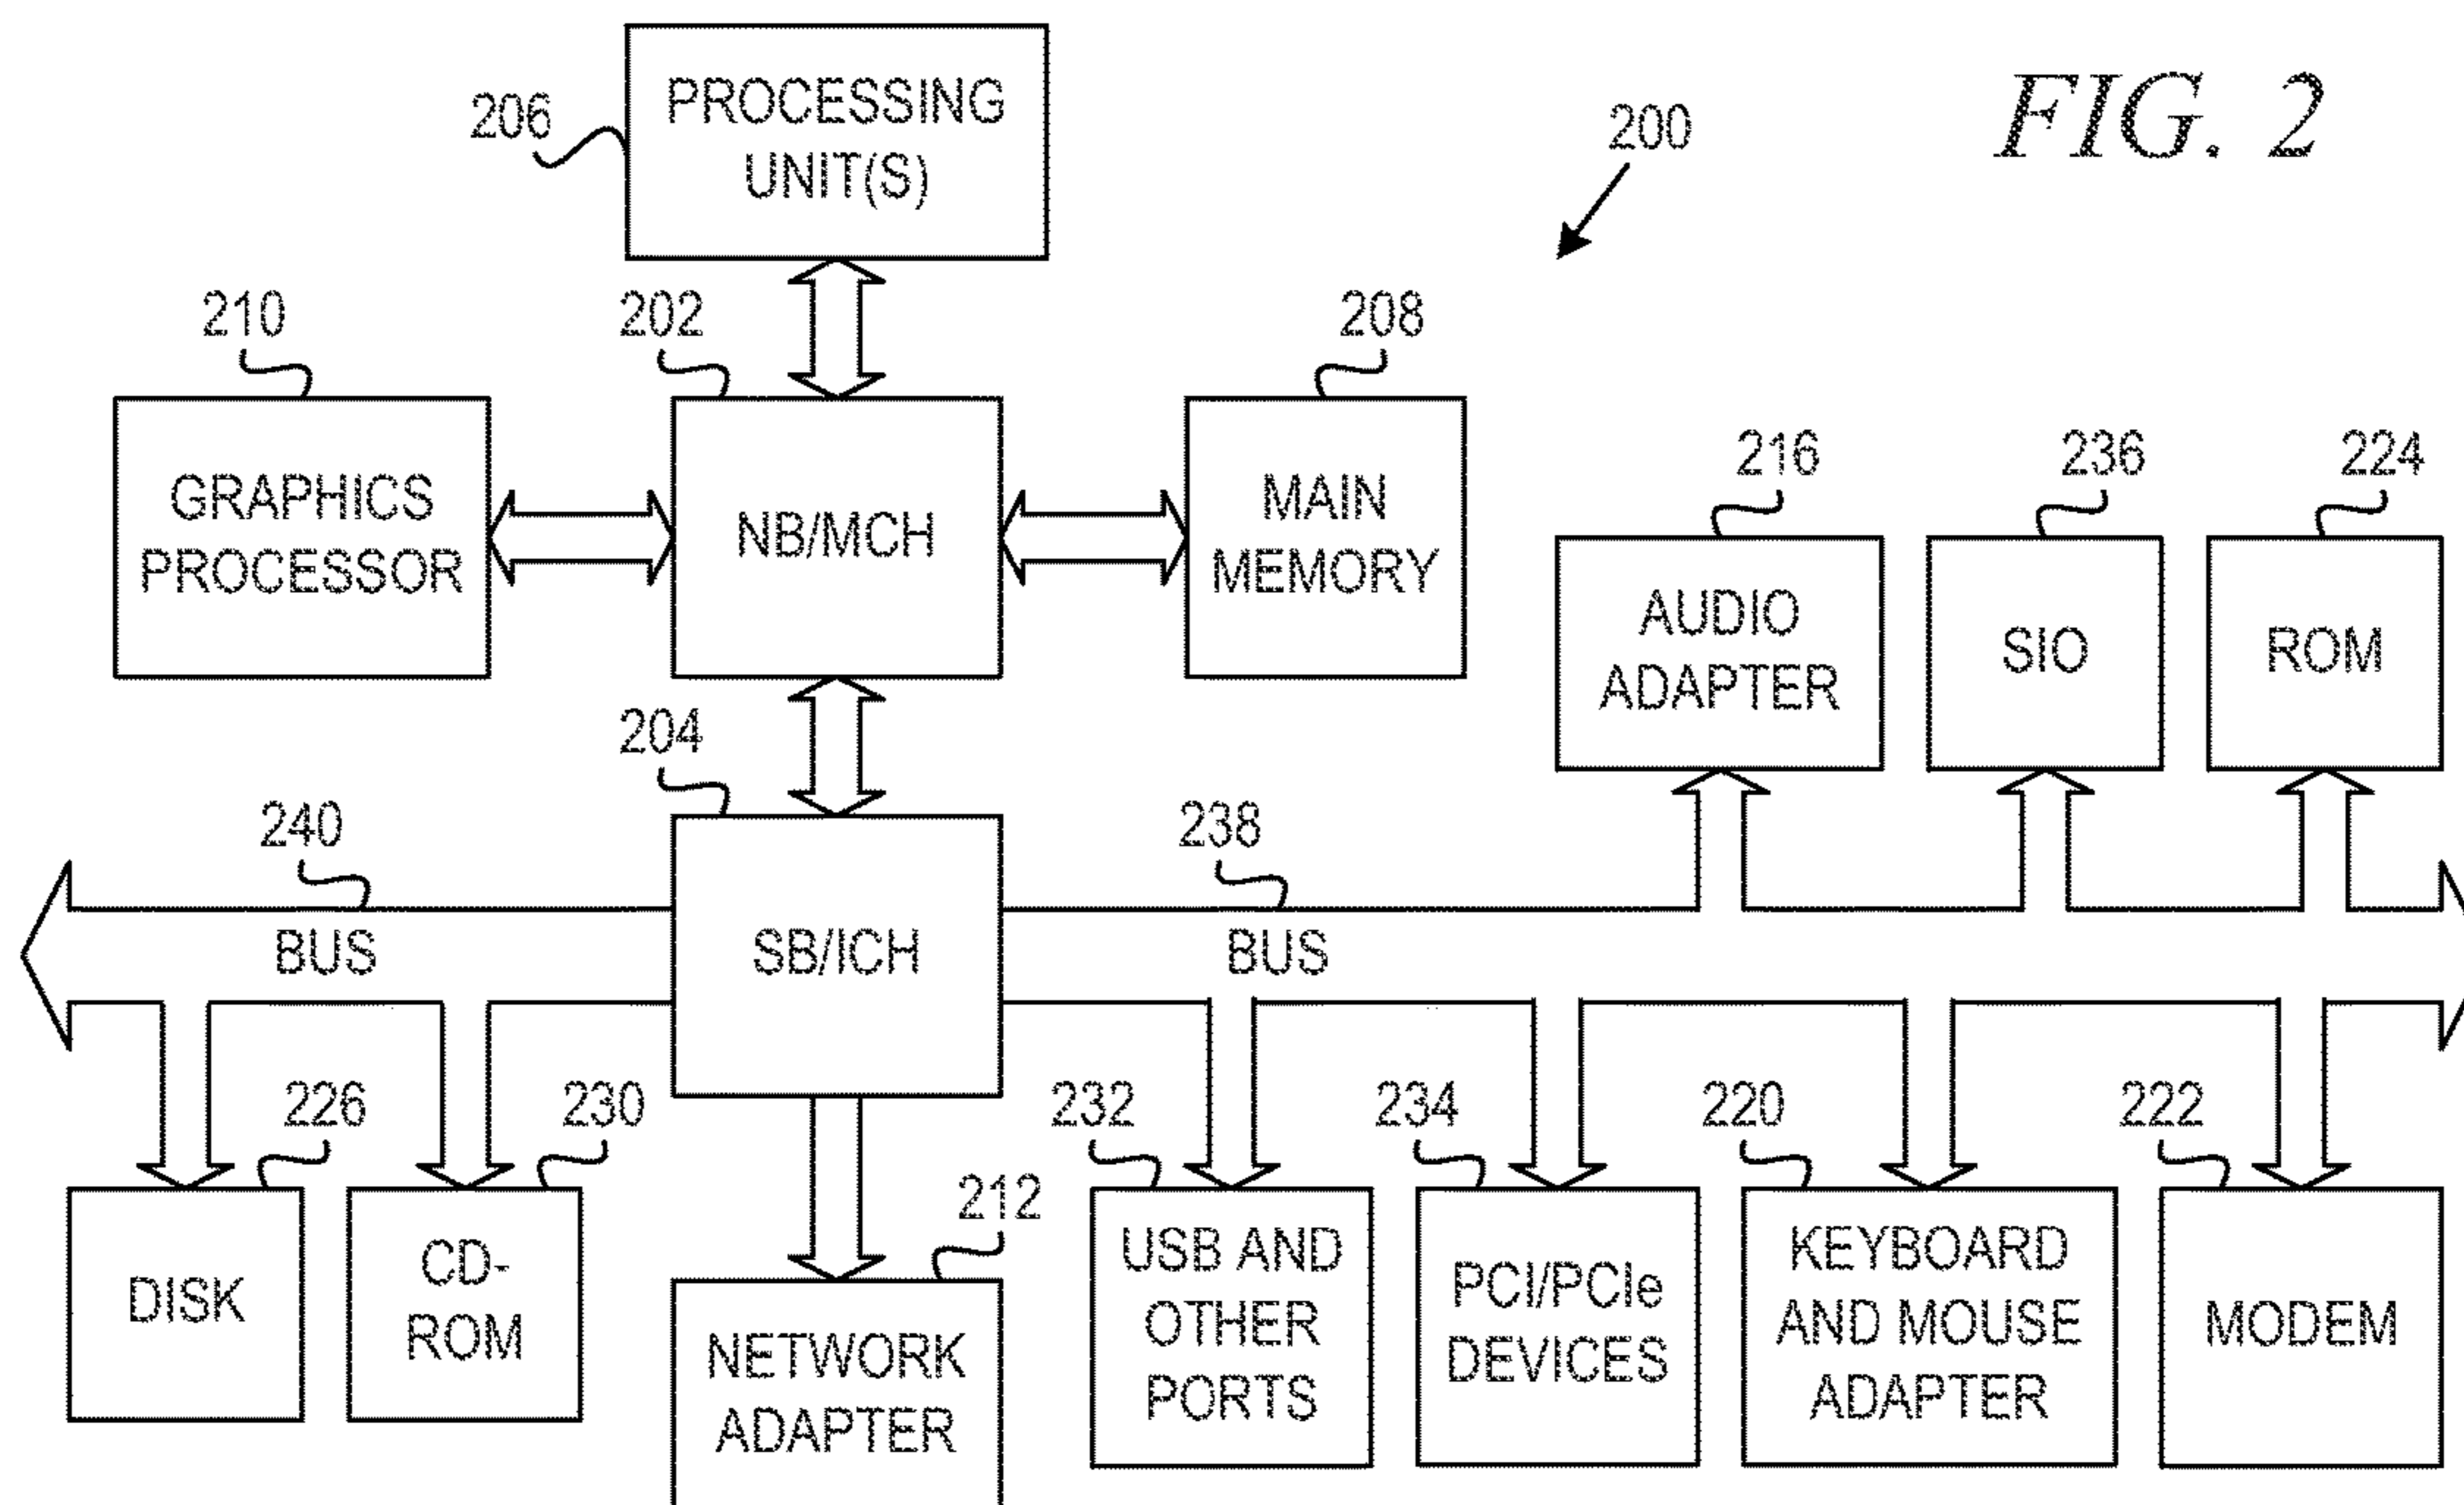 FIG. 2
200
206
PROCESSING
UNIT(S)
210
202
208
GRAPHICS
PROCESSOR
NB/MCH
MAIN
MEMORY
216
236
224
AUDIO
ADAPTER
SIO
ROM
204
240
238
BUS
SB/ICH
BUS
226
230
232
234
220
222
212
DISK
CD-
ROM
NETWORK
ADAPTER
USB AND
OTHER
PORTS
PCI/PCIe
DEVICES
KEYBOARD
AND MOUSE
ADAPTER
MODEM